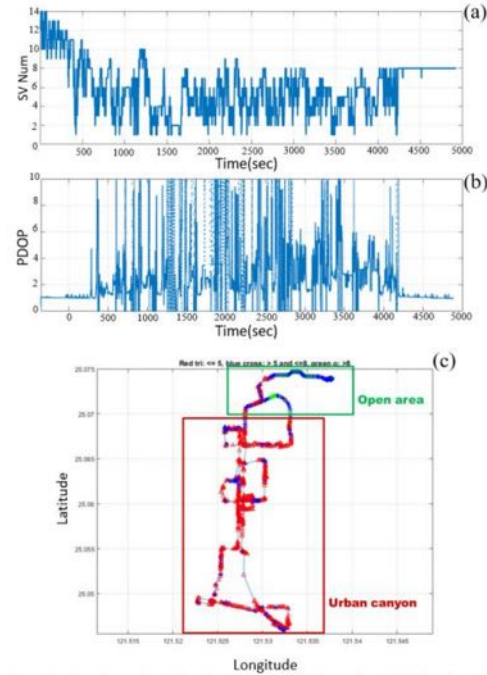 14
(a)
12
10
8
6
4
2
0
SV Num
500 1000 1500 2000 2500 3000 3500 4000 4500 5000
Time(sec)
10
(b)
8
6
4
2
0
PDOP
0 500 1000 1500 2000 2500 3000 3500 4000 4500 5000
Time(sec)
(c)
Red tri: <= 5, blue cross: > 5 and <=8, green o: >8
25.075
Open area
25.07
25.065
25.06
25.055
25.05
Latitude
Urban canyon
121.515 121.52 121.525 121.53 121.535 121.54 121.545
Longitude